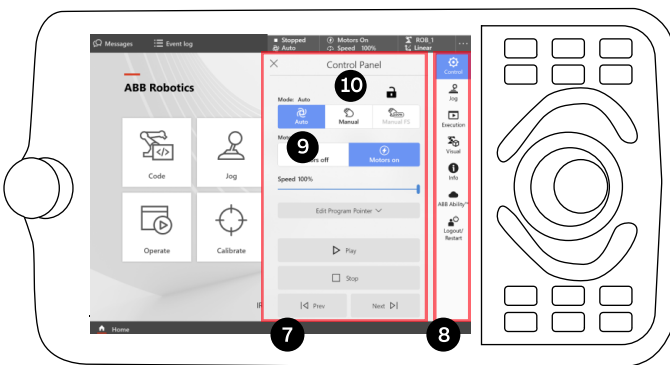 Messages
Event log
Stopped
Auto
Motors On
Speed 100%
ROB_1
Linear
...
ABB Robotics
Code
Jog
Operate
Calibrate
Control Panel
10
Mode: Auto
Auto
Manual
Manual FS
9
Motors on
Speed 100%
Edit Program Pointer
Play
Stop
Prev
Next
Control
Jog
Execution
Visual
Info
ABB Ability™
Logout/
Restart
Home
7
8